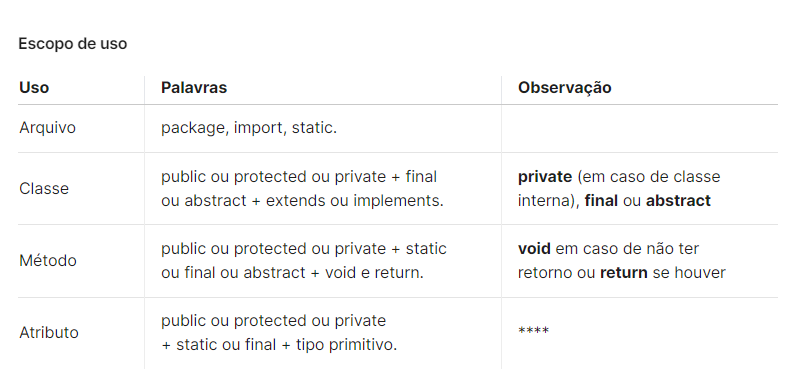 Escopo de uso
Uso Palavras Observação
Arquivo package, import, static.
Classe public ou protected ou private + final
ou abstract + extends ou implements. private (em caso de classe
interna), final ou abstract
Método public ou protected ou private + static
ou final ou abstract + void e return. void em caso de não ter
retorno ou return se houver
Atributo public ou protected ou private
+ static ou final + tipo primitivo. ****